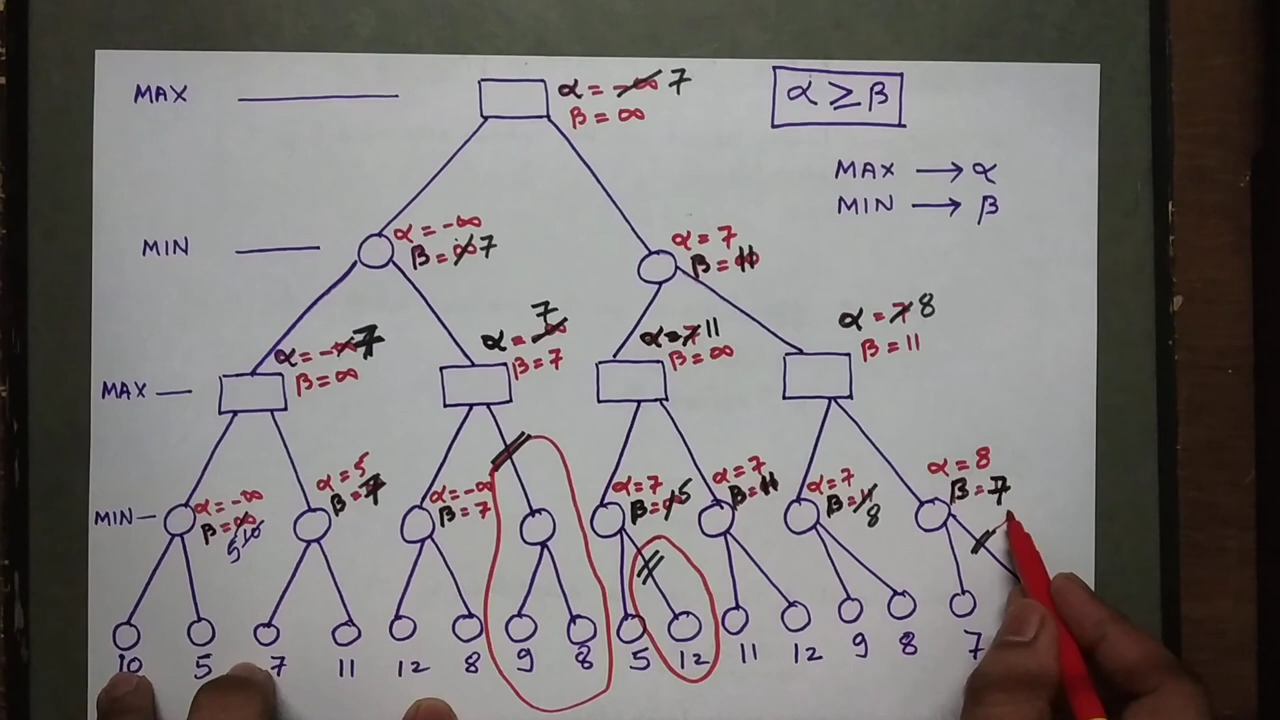 MAX
α = -∞ 7
β = ∞
α ≥ β
MAX → α
MIN → β
MIN
α = -∞
β = ∞ 7
α = 7
β = 11
MAX
α = -∞ 7
β = ∞
α = -∞ 7
β = 7
α = 7 11
β = ∞
α = 7 8
β = 11
MIN
α = -∞
β = ∞ 10 5
α = 5
β = 7
α = -∞
β = 7
α = 7
β = ∞ 5
α = 7
β = 11
α = 7
β = 11 8
α = 8
β = 7
10 5 7 11 12 8 9 8 5 12 11 12 9 8 7